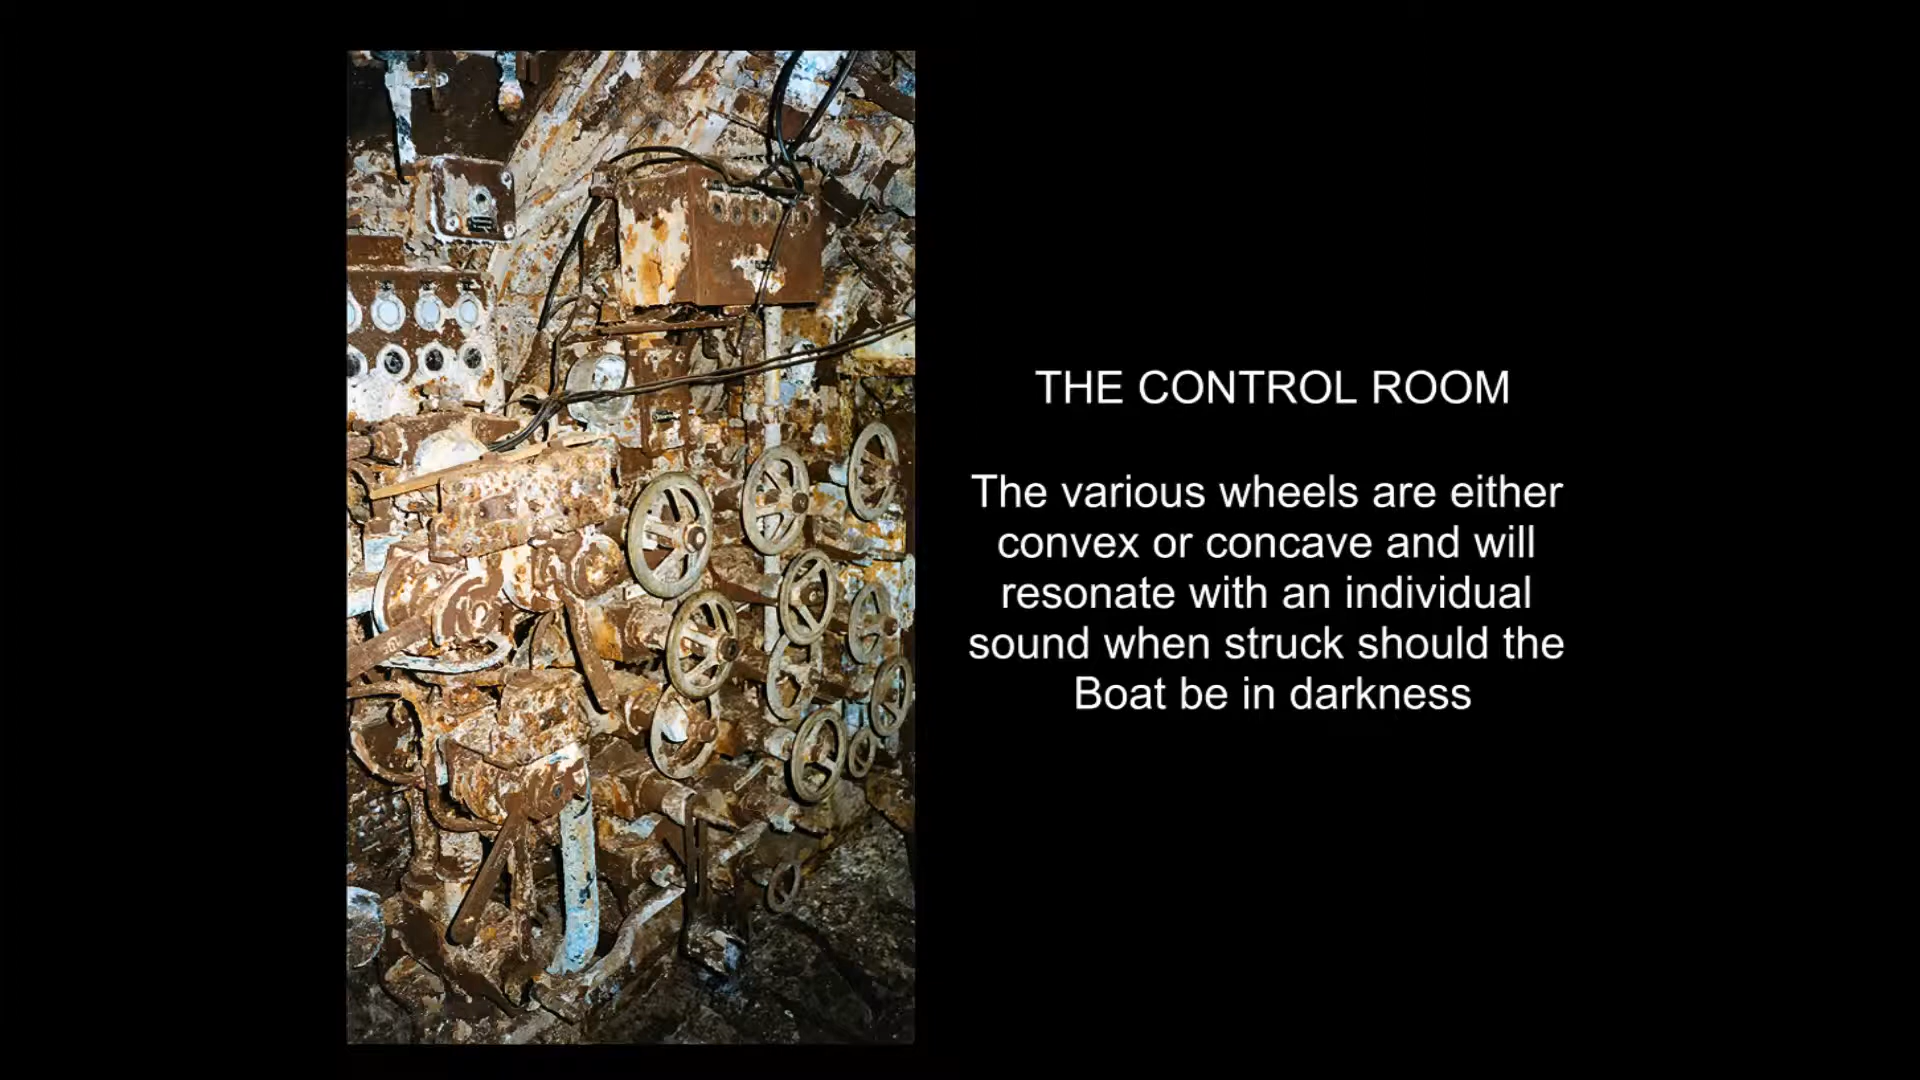 THE CONTROL ROOM
The various wheels are either
convex or concave and will
resonate with an individual
sound when struck should the
Boat be in darkness